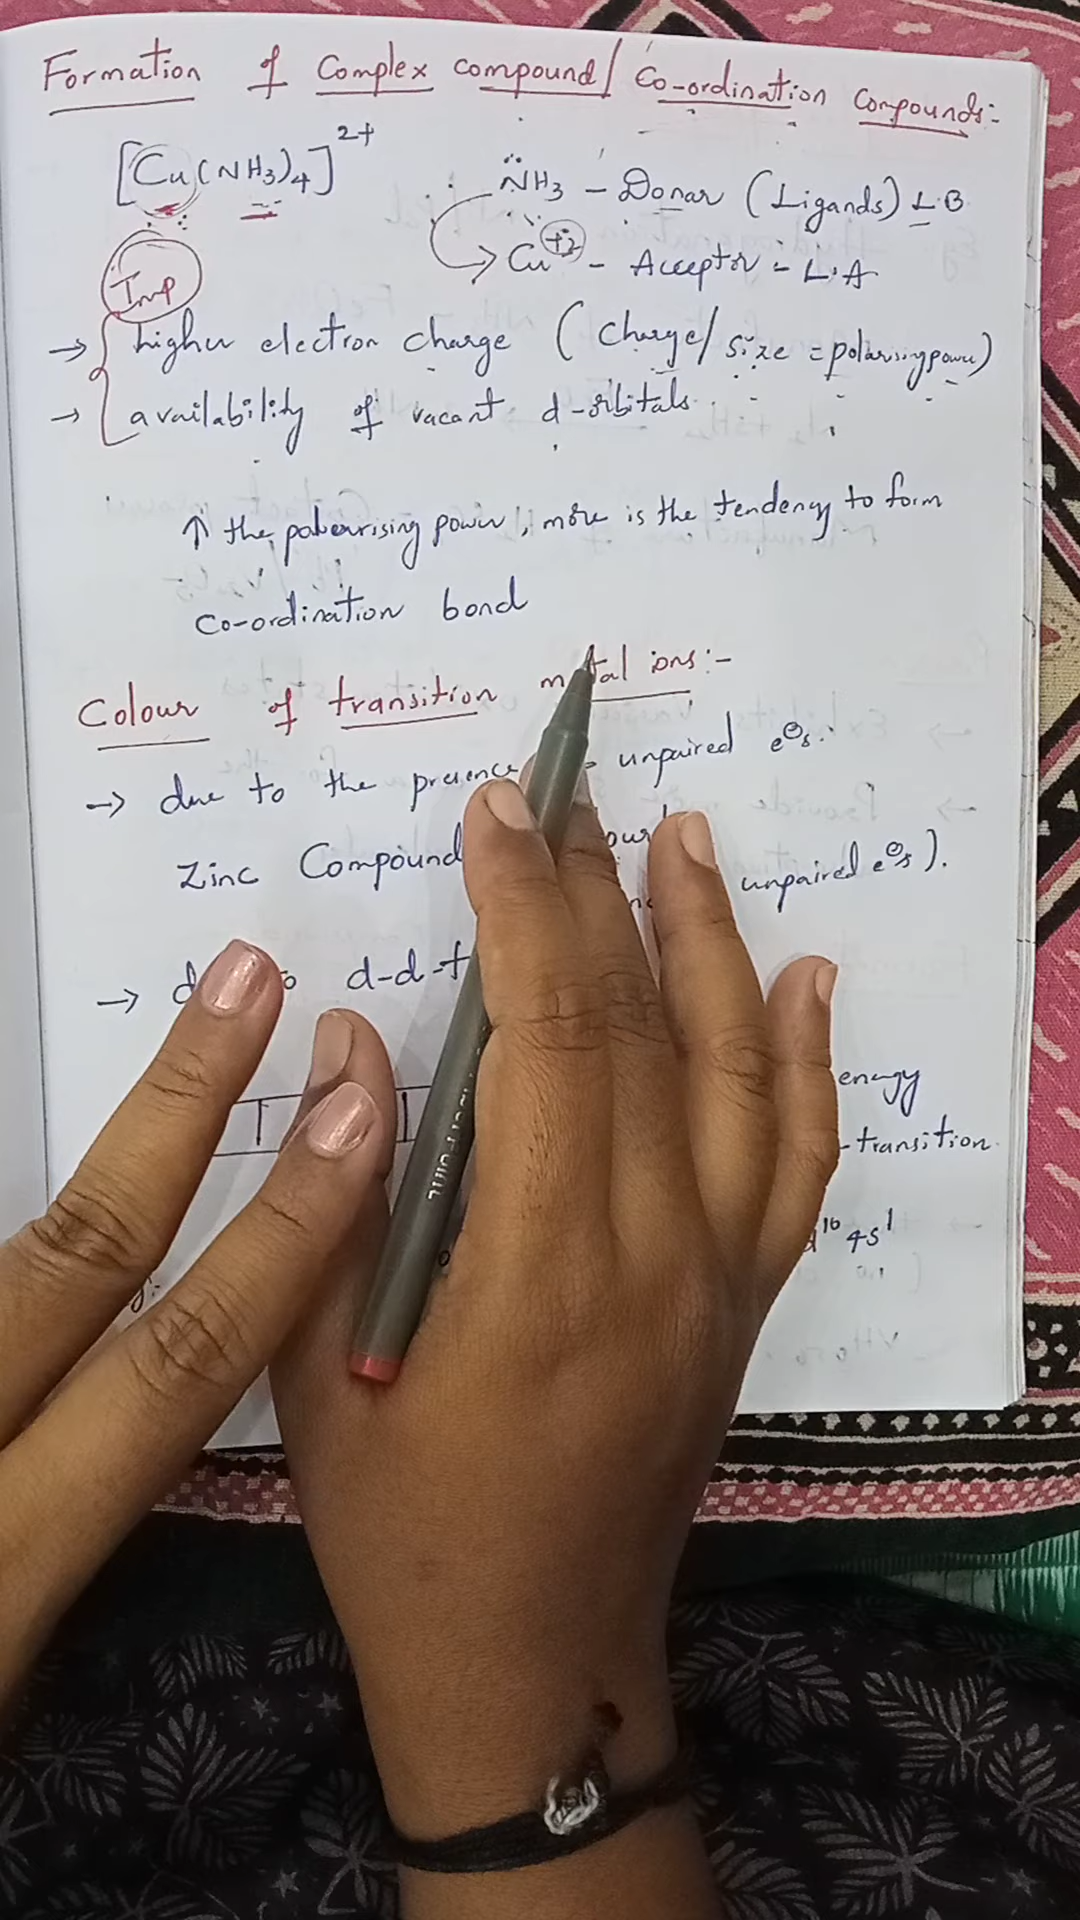 Formation of Complex compound/ Co-ordination Compounds:-
[Cu(NH3)4]2+
N̈H3 - Donar (Ligands) L.B
Cu+2 - Acceptor - L.A
Imp
→ higher electron charge (charge/size = polarising power)
→ availability of vacant d-orbitals.
↑ the polarising power, more is the tendency to form
co-ordination bond
Colour of transition metal ions:-
→ due to the presence unpaired e⊖s.
Zinc Compound
unpaired e⊖s).
→ d-d-t
energy
-transition.
d10 4s1